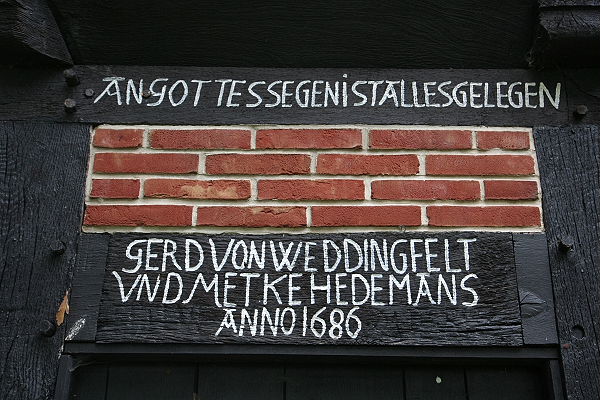 ANGOTTESSEGENISTALLESGELEGEN
GERDVONWEDDINGFELT
VNDMETKEHEDEMANS
ANNO1686